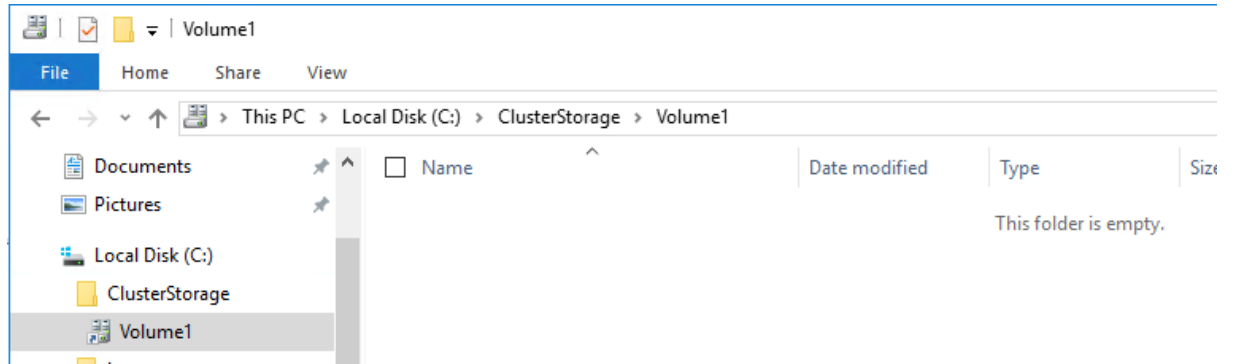 Volume1
File Home Share View
This PC > Local Disk (C:) > ClusterStorage > Volume1
Documents
Pictures
Local Disk (C:)
ClusterStorage
Volume1
Name Date modified Type Size
This folder is empty.